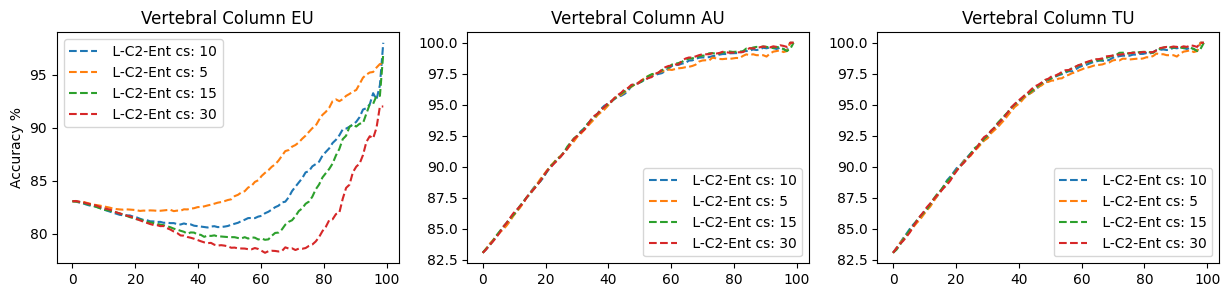 Vertebral Column EU
Accuracy %
95
90
85
80
L-C2-Ent cs: 10
L-C2-Ent cs: 5
L-C2-Ent cs: 15
L-C2-Ent cs: 30
0 20 40 60 80 100
Vertebral Column AU
100.0
97.5
95.0
92.5
90.0
87.5
85.0
82.5
L-C2-Ent cs: 10
L-C2-Ent cs: 5
L-C2-Ent cs: 15
L-C2-Ent cs: 30
0 20 40 60 80 100
Vertebral Column TU
100.0
97.5
95.0
92.5
90.0
87.5
85.0
82.5
L-C2-Ent cs: 10
L-C2-Ent cs: 5
L-C2-Ent cs: 15
L-C2-Ent cs: 30
0 20 40 60 80 100